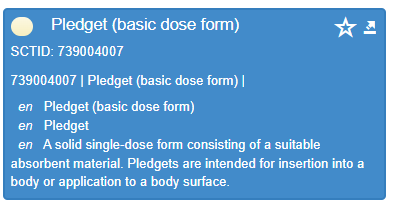 Pledget (basic dose form)
SCTID: 739004007
739004007 | Pledget (basic dose form) |
en Pledget (basic dose form)
en Pledget
en A solid single-dose form consisting of a suitable
absorbent material. Pledgets are intended for insertion into a
body or application to a body surface.